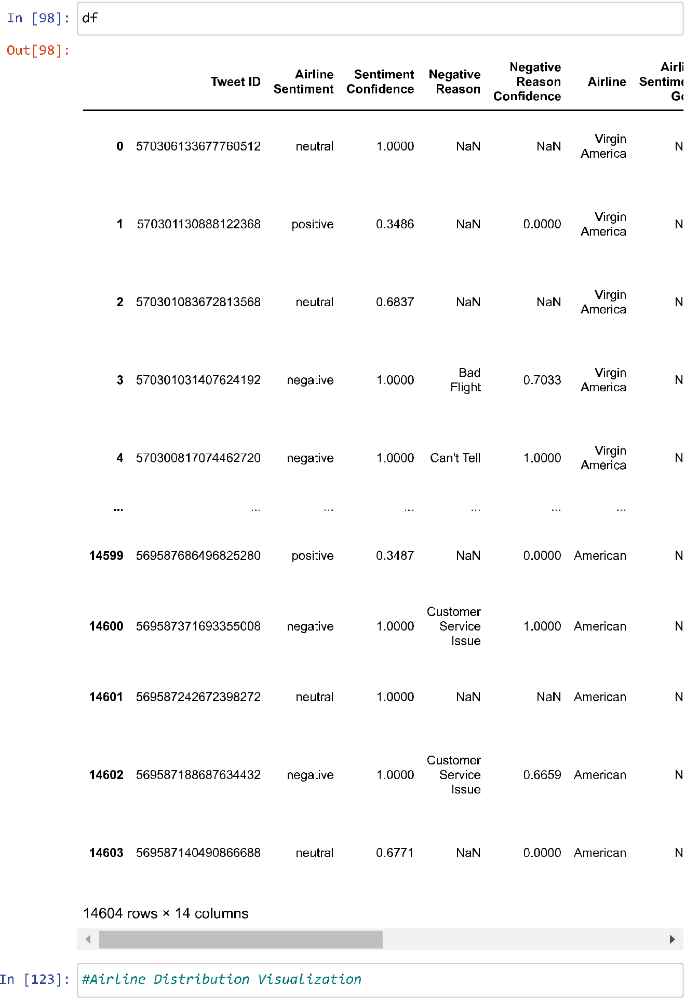 In [98]: df
Out[98]:
Tweet ID Airline Sentiment Sentiment Confidence Negative Reason Negative Reason Confidence Airline
0 570306133677760512 neutral 1.0000 NaN NaN Virgin America N
1 570301130888122368 positive 0.3486 NaN 0.0000 Virgin America N
2 570301083672813568 neutral 0.6837 NaN NaN Virgin America N
3 570301031407624192 negative 1.0000 Bad Flight 0.7033 Virgin America N
4 570300817074462720 negative 1.0000 Can't Tell 1.0000 Virgin America N
... ... ... ... ... ... ...
14599 569587686496825280 positive 0.3487 NaN 0.0000 American N
14600 569587371693355008 negative 1.0000 Customer Service Issue 1.0000 American N
14601 569587242672398272 neutral 1.0000 NaN NaN American N
14602 569587188687634432 negative 1.0000 Customer Service Issue 0.6659 American N
14603 569587140490866688 neutral 0.6771 NaN 0.0000 American N
14604 rows × 14 columns
In [123]: #Airline Distribution Visualization